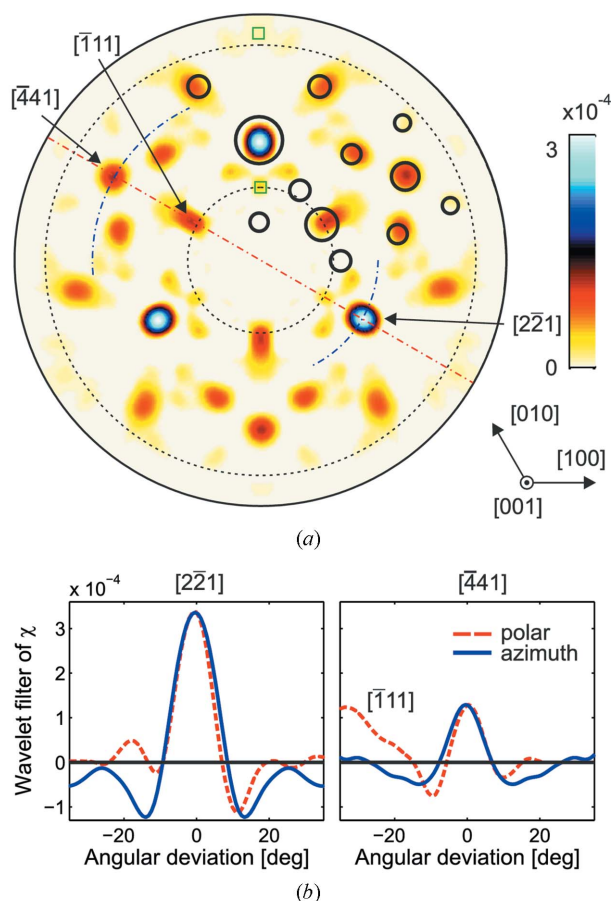 [1̄11]
[4̄41]
x10⁻⁴
3
0
[22̄1]
[010]
[100]
[001]
(a)
x 10⁻⁴
[22̄1]
[4̄41]
3
2
1
0
−1
Wavelet filter of χ
polar
azimuth
[1̄11]
−20 0 20
−20 0 20
Angular deviation [deg]
Angular deviation [deg]
(b)